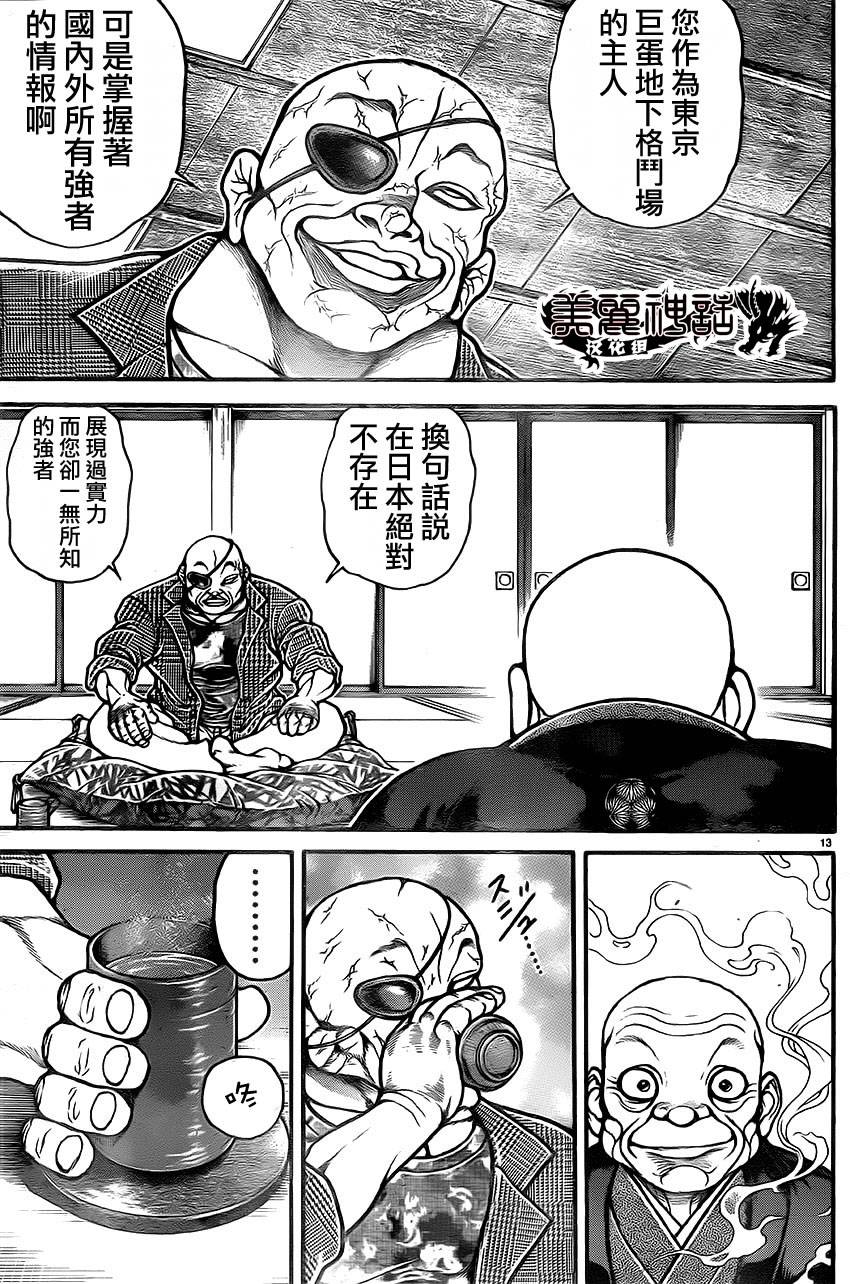 您作為東京
巨蛋地下格鬥場
的主人
可是掌握著
國內外所有強者
的情報啊
美麗神話
汉化组
換句話說
在日本絕對
不存在
展現過實力
而您卻一無所知
的強者
13
スジュ……
………
咚